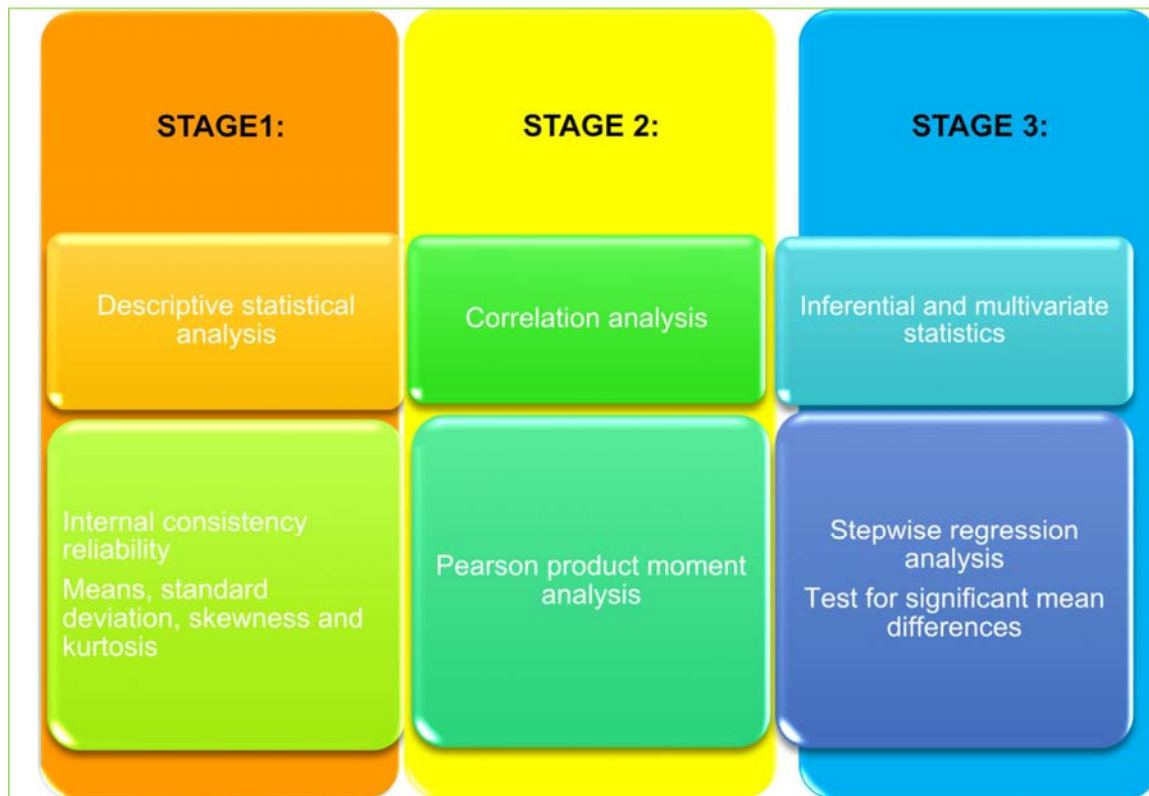 STAGE1:
Descriptive statistical
analysis
Internal consistency
reliability
Means, standard
deviation, skewness and
kurtosis
STAGE 2:
Correlation analysis
Pearson product moment
analysis
STAGE 3:
Inferential and multivariate
statistics
Stepwise regression
analysis
Test for significant mean
differences